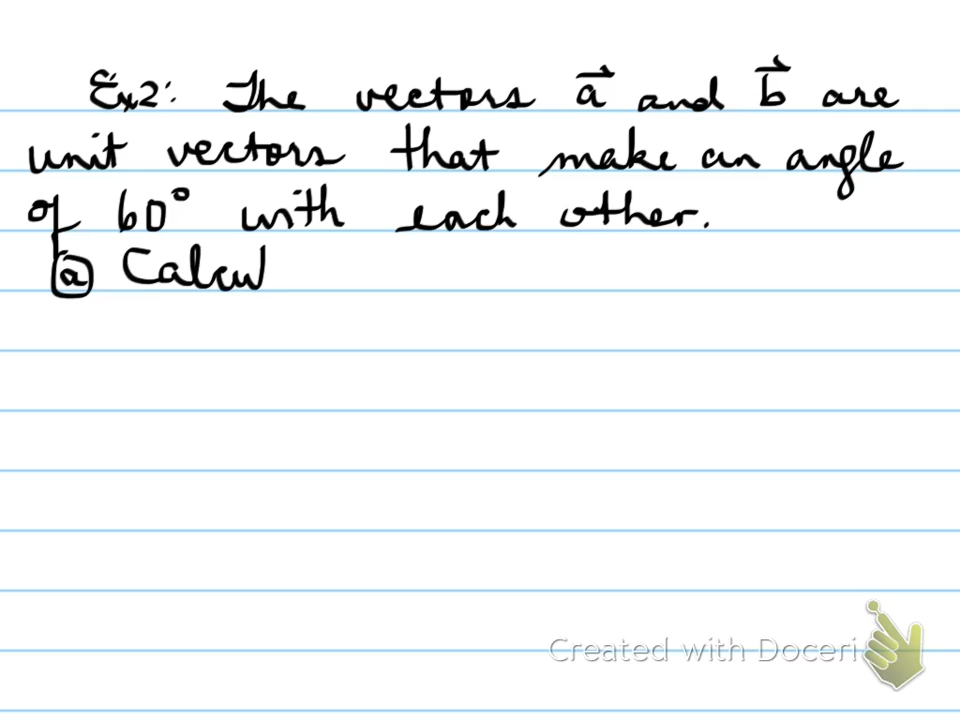 Ex2: The vectors a⃗ and b⃗ are
unit vectors that make an angle
of 60° with each other.
ⓐ Calcu
Created with Doceri